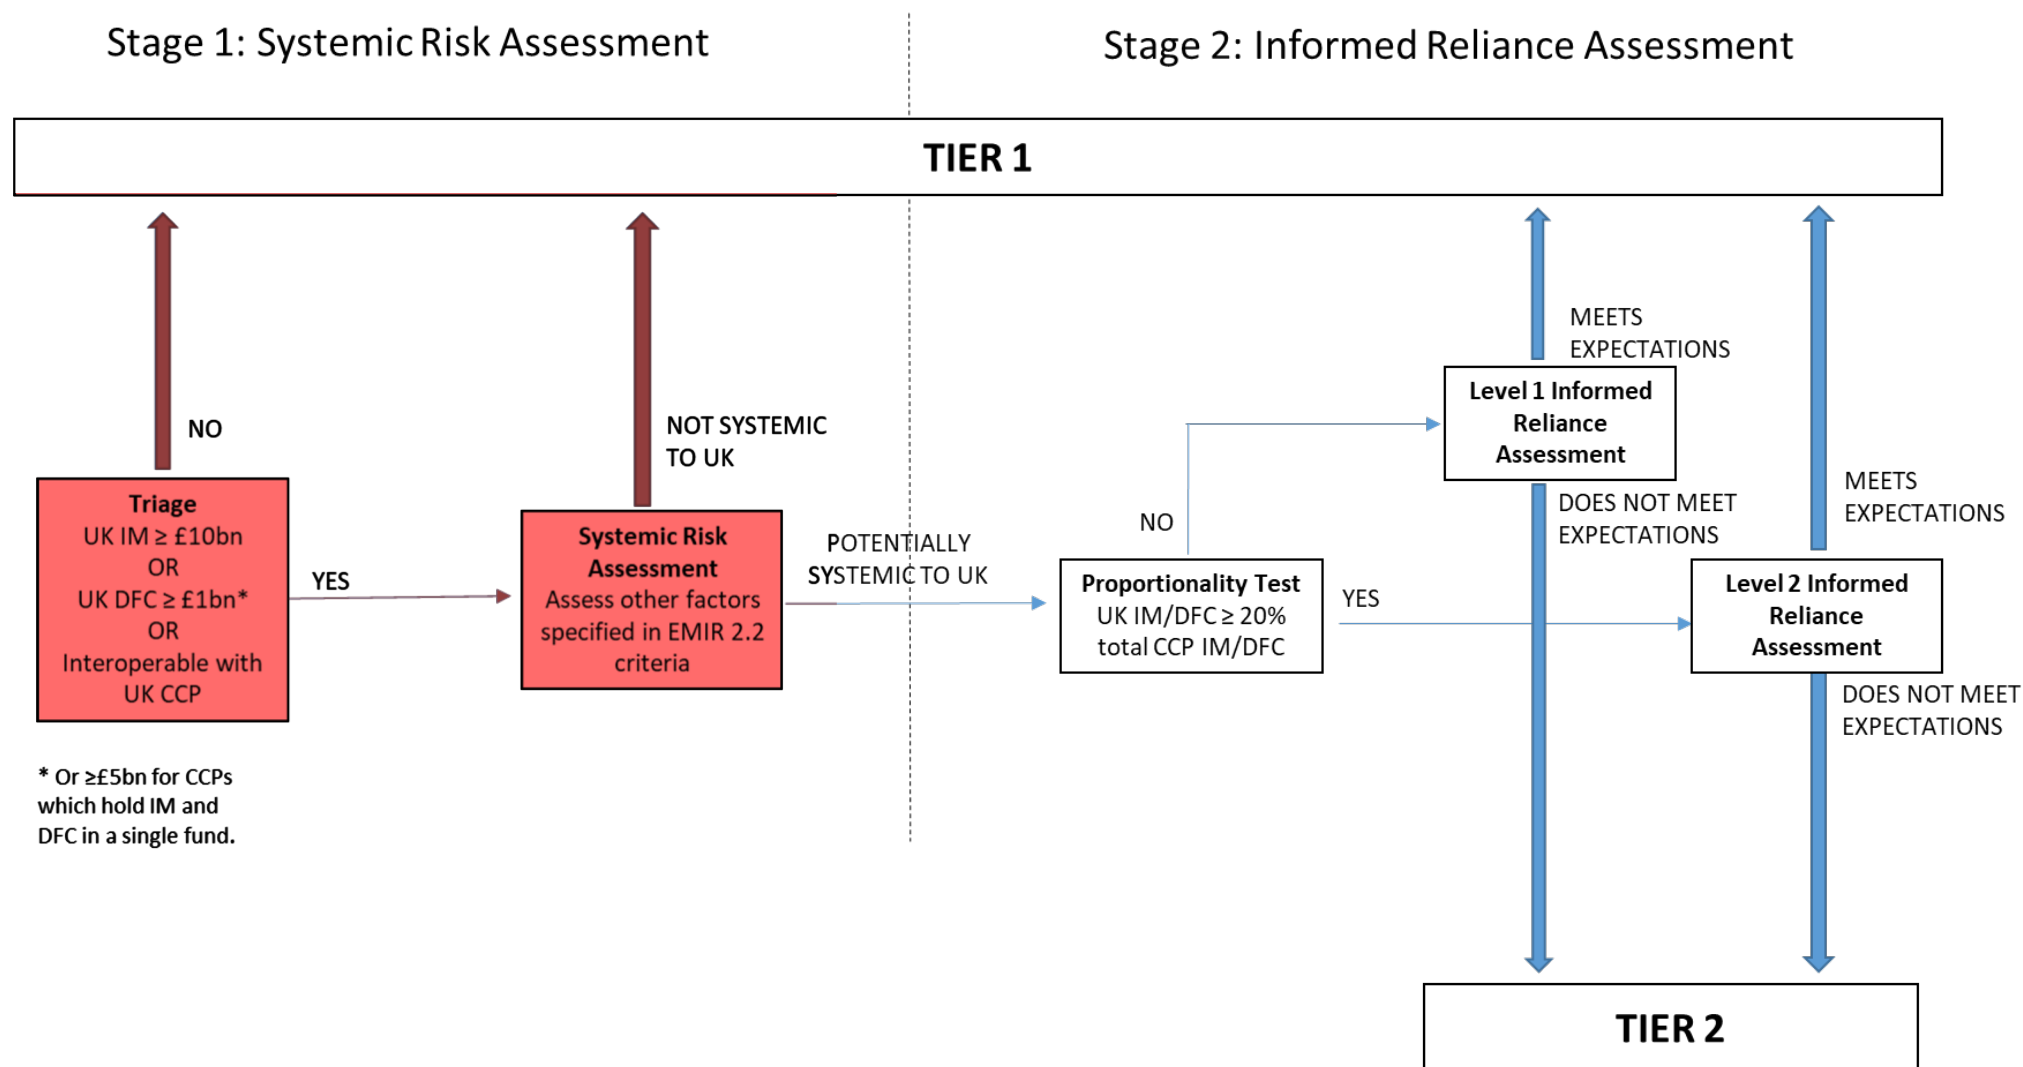 Stage 1: Systemic Risk Assessment
Stage 2: Informed Reliance Assessment
TIER 1
NO
NOT SYSTEMIC
TO UK
MEETS
EXPECTATIONS
Level 1 Informed
Reliance
Assessment
MEETS
EXPECTATIONS
Triage
UK IM ≥ £10bn
OR
UK DFC ≥ £1bn*
OR
Interoperable with
UK CCP
YES
Systemic Risk
Assessment
Assess other factors
specified in EMIR 2.2
criteria
POTENTIALLY
SYSTEMIC TO UK
NO
Proportionality Test
UK IM/DFC ≥ 20%
total CCP IM/DFC
YES
DOES NOT MEET
EXPECTATIONS
Level 2 Informed
Reliance
Assessment
DOES NOT MEET
EXPECTATIONS
* Or ≥£5bn for CCPs
which hold IM and
DFC in a single fund.
TIER 2